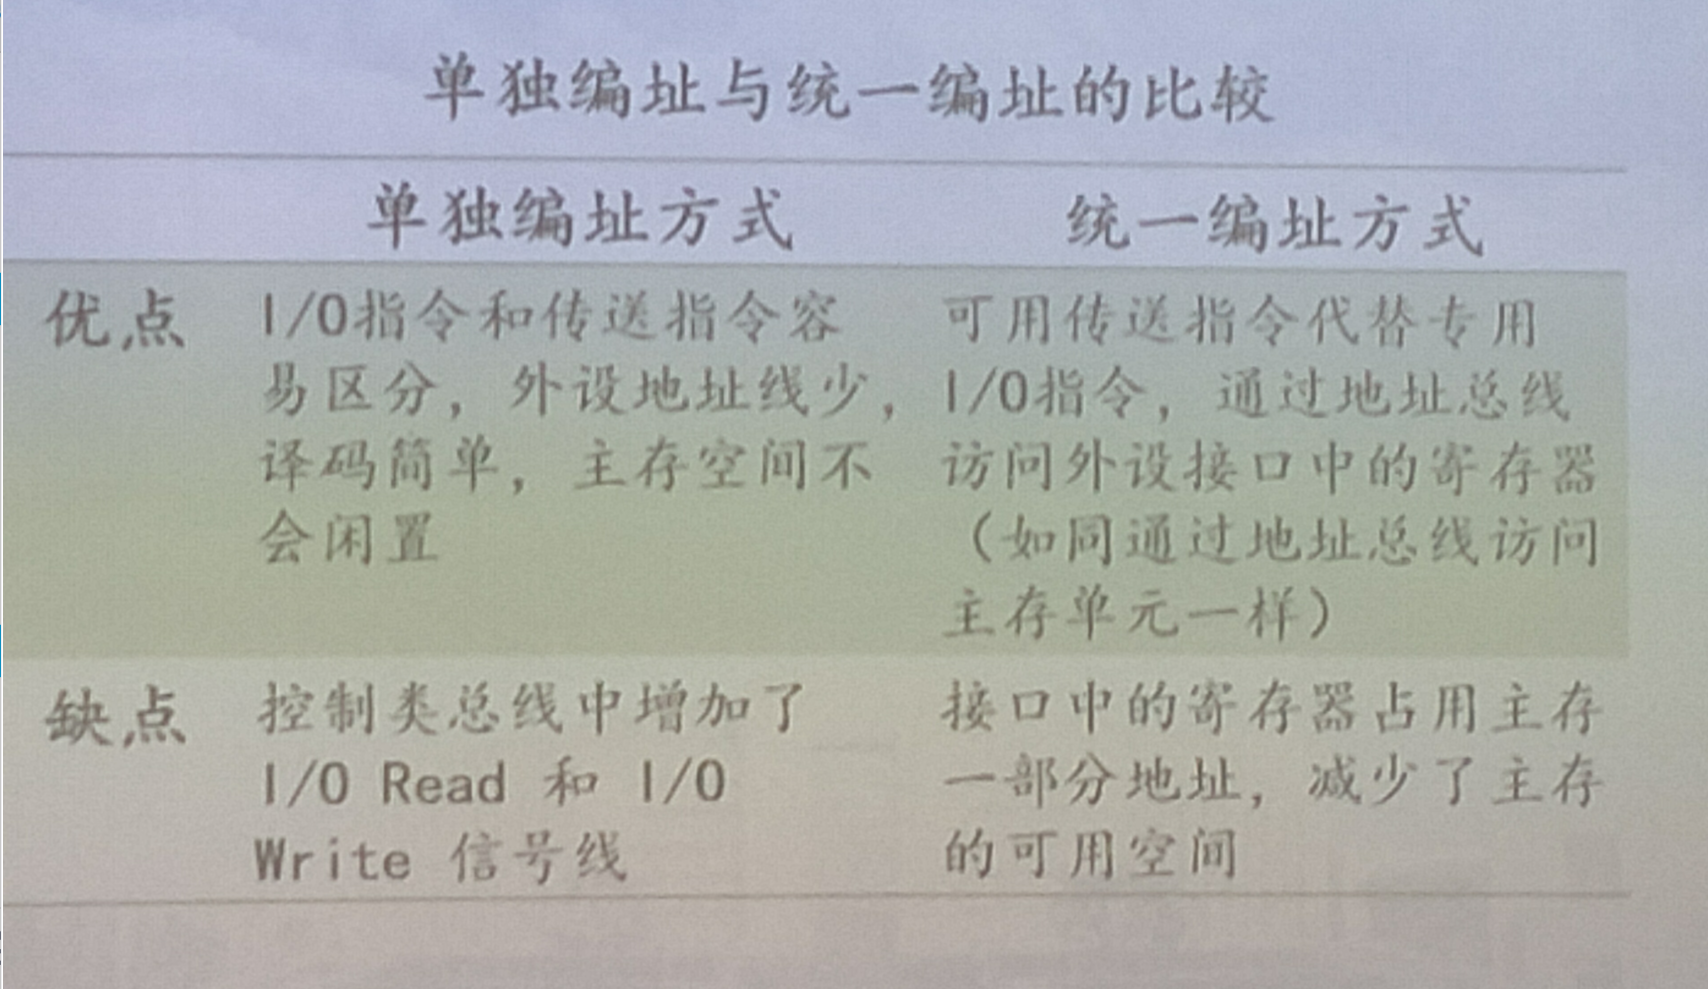 单独编址与统一编址的比较
单独编址方式 统一编址方式
优点 I/O指令和传送指令容 可用传送指令代替专用
易区分，外设地址线少， I/O指令，通过地址总线
译码简单，主存空间不 访问外设接口中的寄存器
会闲置 （如同通过地址总线访问
主存单元一样）
缺点 控制类总线中增加了 接口中的寄存器占用主存
I/O Read 和 I/O 一部分地址，减少了主存
Write 信号线 的可用空间